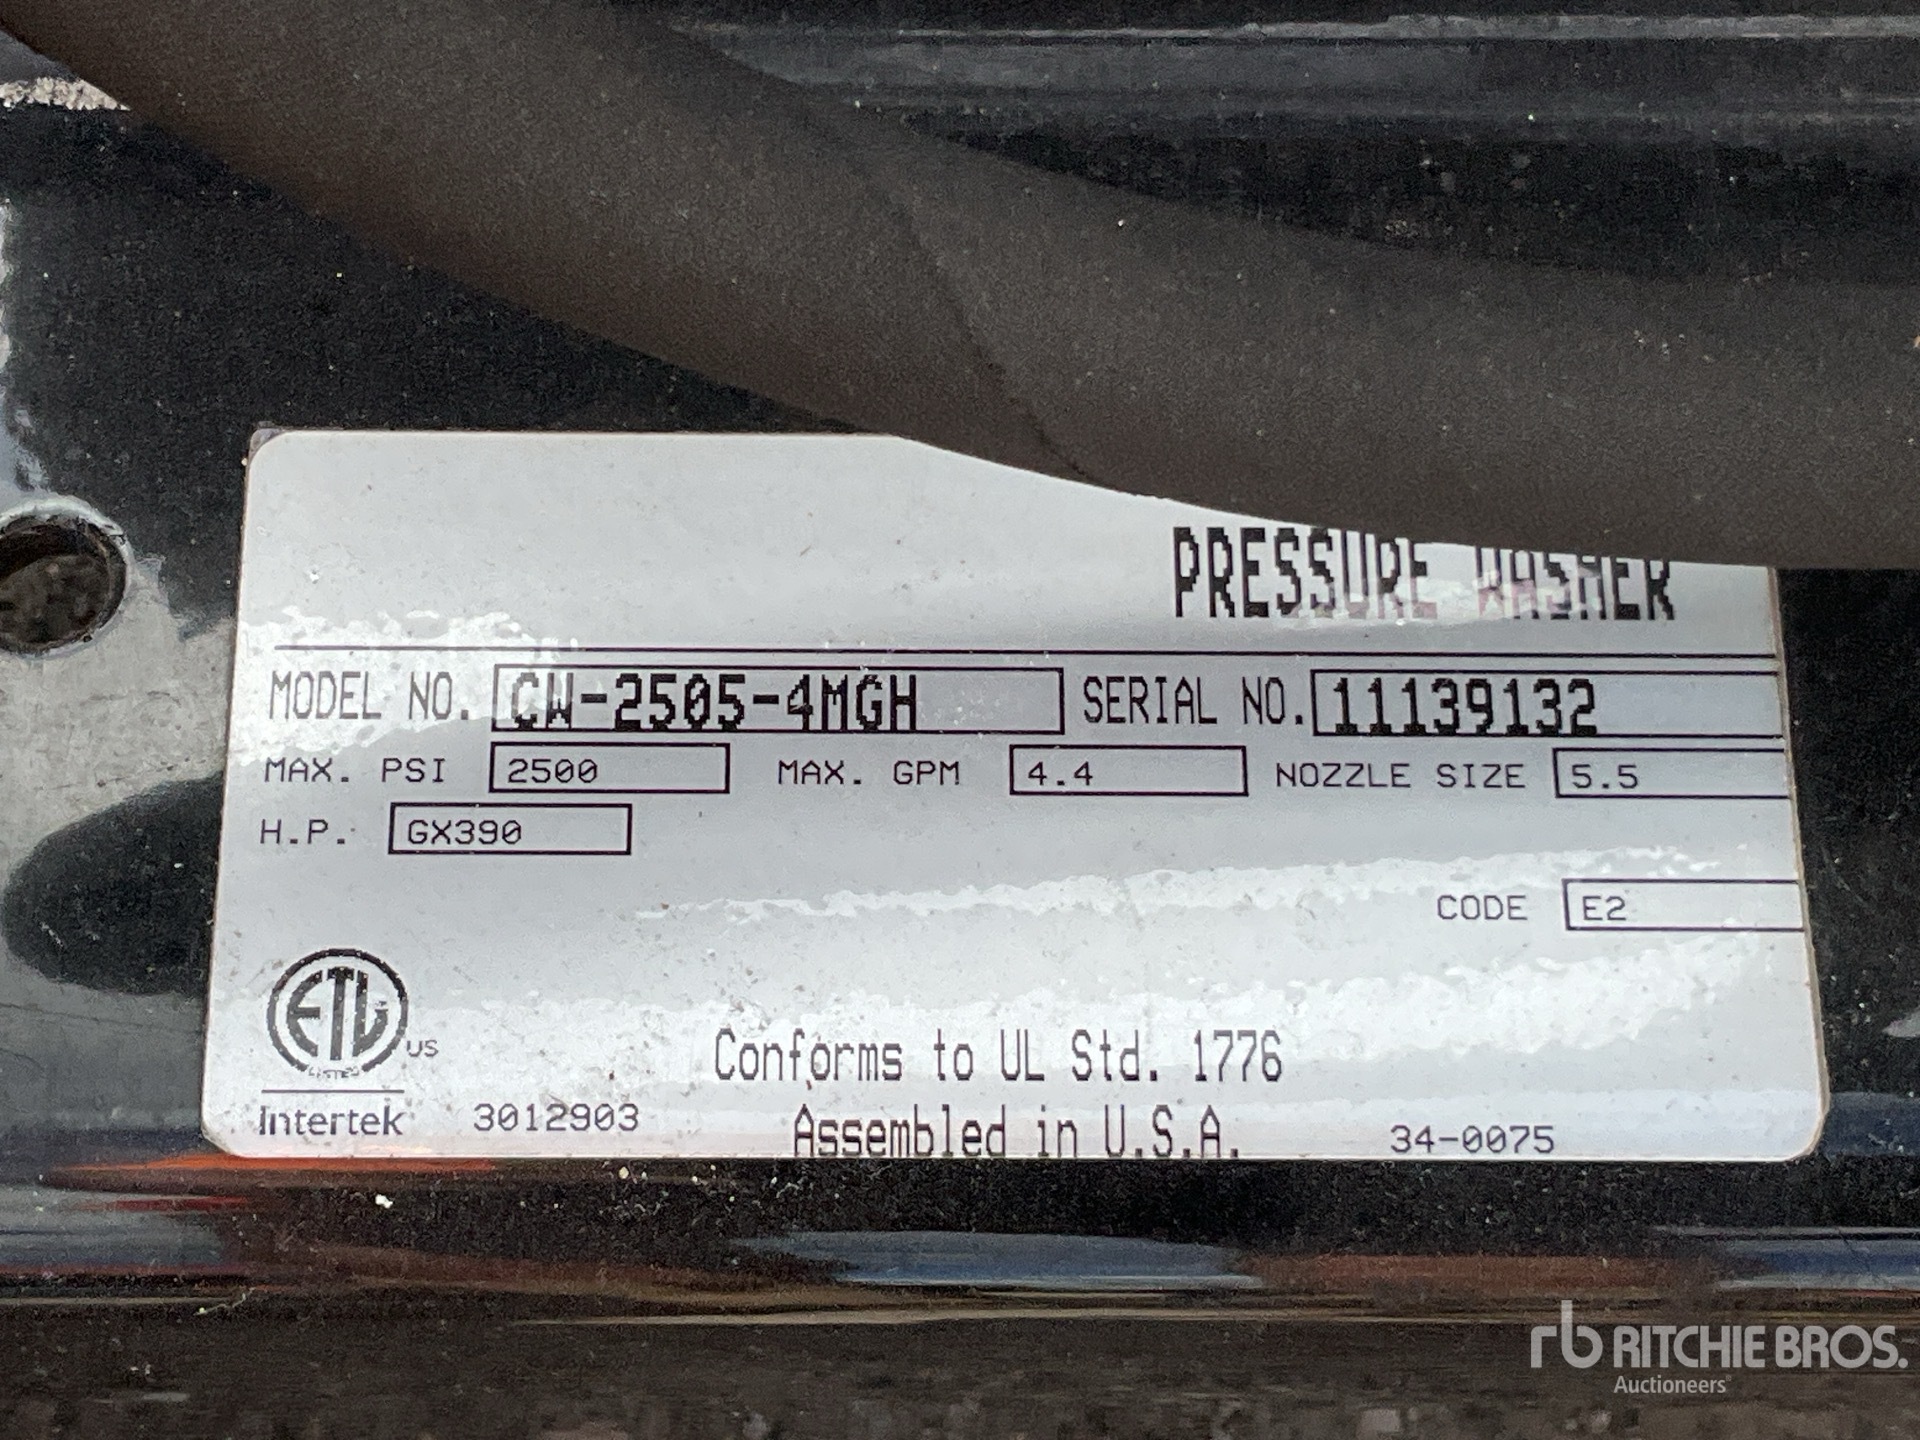 PRESSURE WASHER
MODEL NO. CW-2505-4MGH SERIAL NO. 11139132
MAX. PSI 2500 MAX. GPM 4.4 NOZZLE SIZE 5.5
H.P. GX390
CODE E2
ETL US
LISTED
Intertek 3012903
Conforms to UL Std. 1776
Assembled in U.S.A. 34-0075
rb RITCHIE BROS.
Auctioneers